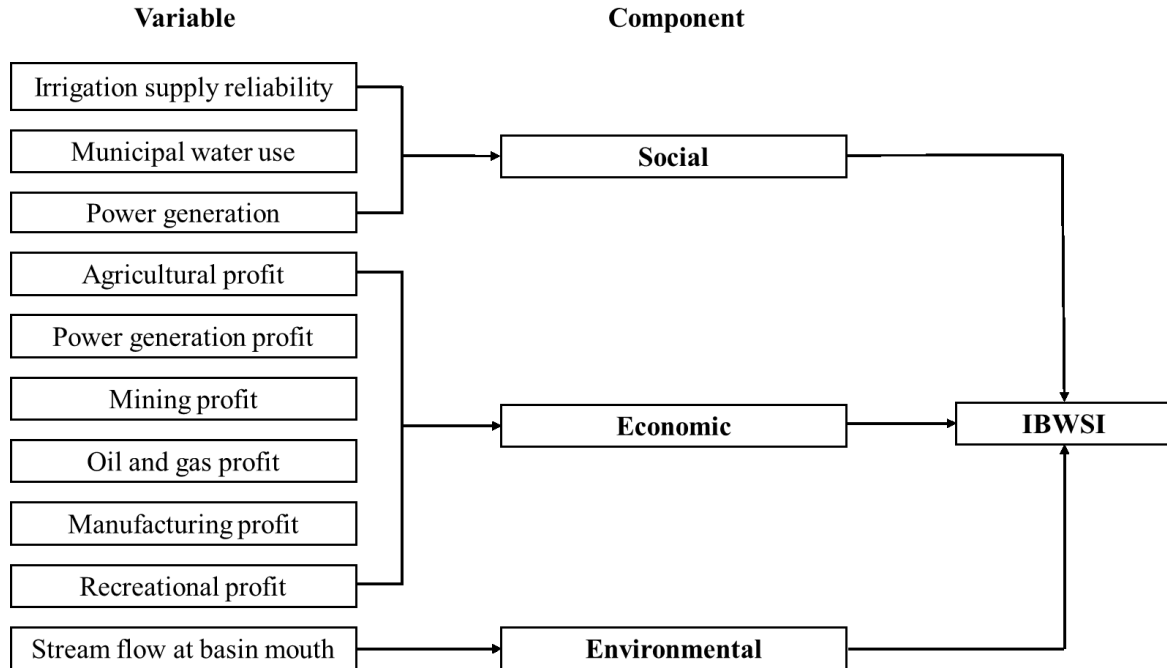 Variable
Component
Irrigation supply reliability
Municipal water use
Social
Power generation
Agricultural profit
Power generation profit
Mining profit
Economic
IBWSI
Oil and gas profit
Manufacturing profit
Recreational profit
Stream flow at basin mouth
Environmental